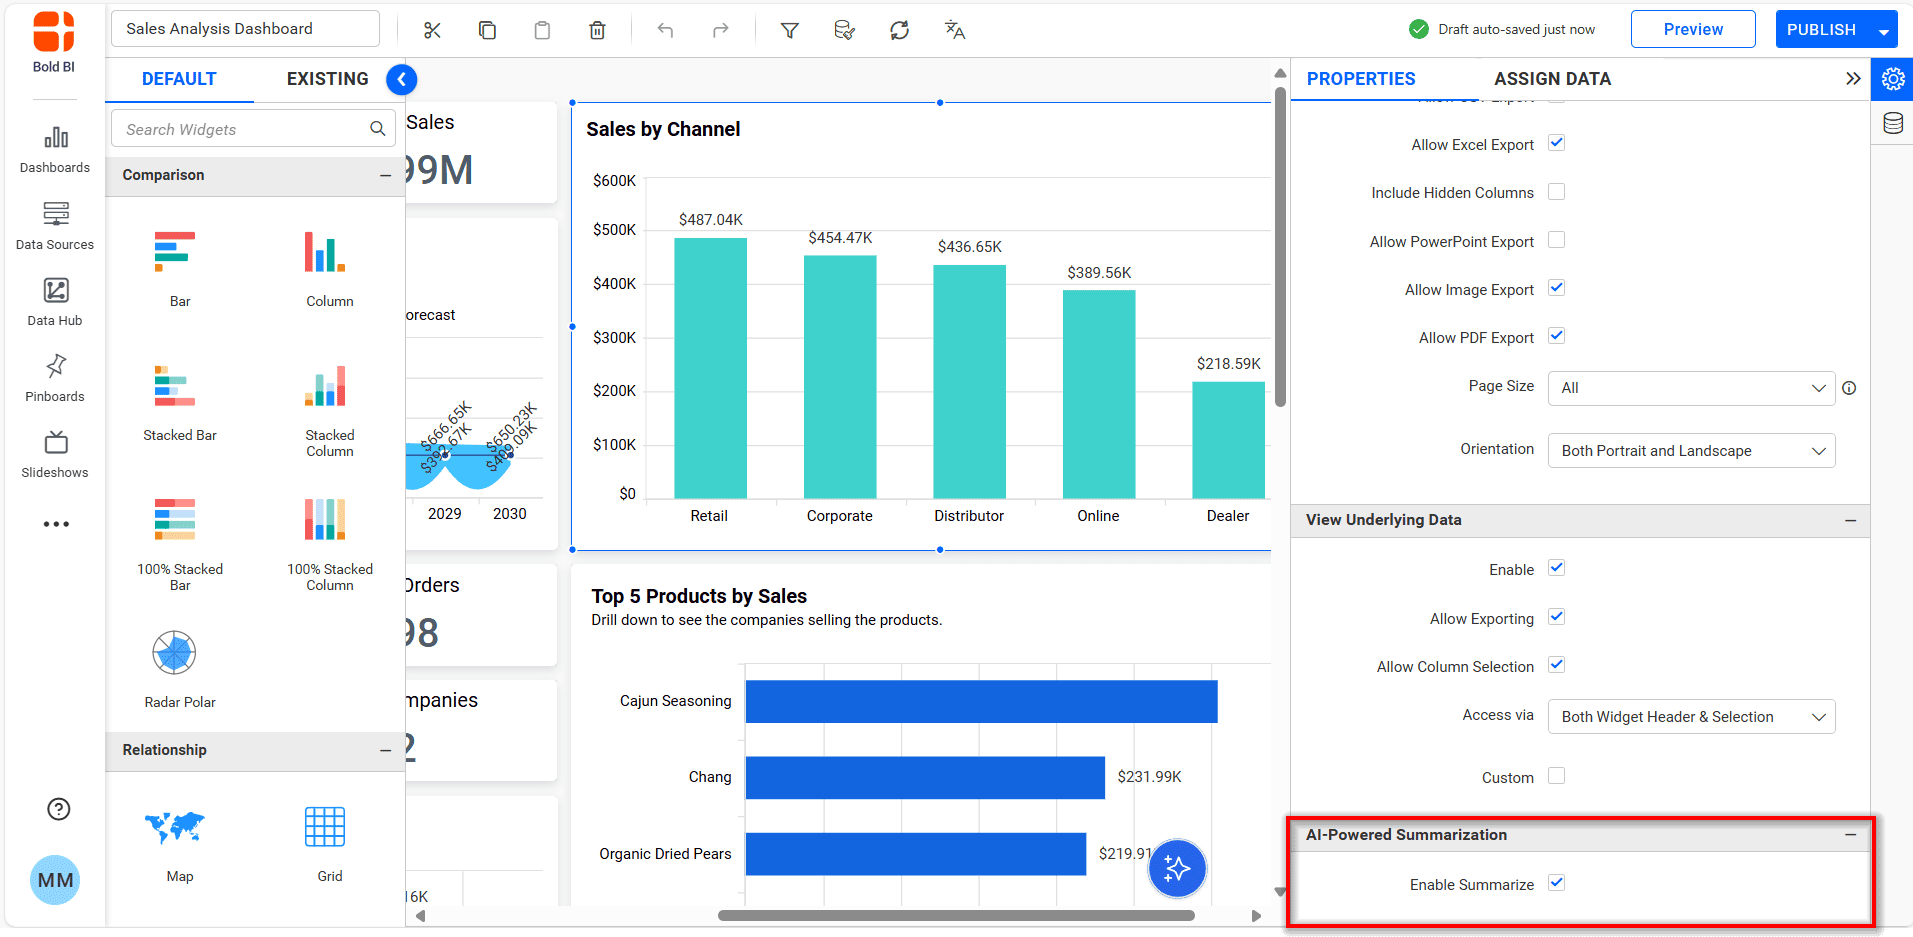 Bold BI
Sales Analysis Dashboard
Draft auto-saved just now
Preview
PUBLISH
Dashboards
Data Sources
Data Hub
Pinboards
Slideshows
MM
DEFAULT
EXISTING
Search Widgets
Comparison
Bar
Column
Stacked Bar
Stacked
Column
100% Stacked
Bar
100% Stacked
Column
Radar Polar
Relationship
Map
Grid
Sales
99M
orecast
$666.65K
$650.23K
2029
2030
Orders
98
mpanies
2
16K
Sales by Channel
$600K
$500K
$400K
$300K
$200K
$100K
$0
$487.04K
$454.47K
$436.65K
$389.56K
$218.59K
Retail
Corporate
Distributor
Online
Dealer
Top 5 Products by Sales
Drill down to see the companies selling the products.
Cajun Seasoning
Chang
$231.99K
Organic Dried Pears
$219.91
PROPERTIES
ASSIGN DATA
Allow Excel Export
Include Hidden Columns
Allow PowerPoint Export
Allow Image Export
Allow PDF Export
Page Size
All
Orientation
Both Portrait and Landscape
View Underlying Data
Enable
Allow Exporting
Allow Column Selection
Access via
Both Widget Header & Selection
Custom
AI-Powered Summarization
Enable Summarize